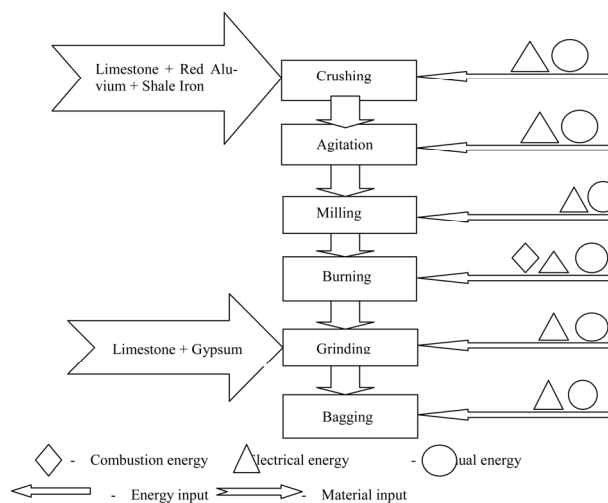 Limestone + Red Alu-
vium + Shale Iron
Crushing
Agitation
Milling
Burning
Limestone + Gypsum
Grinding
Bagging
- Combustion energy
lectrical energy
- ual energy
- Energy input
- Material input